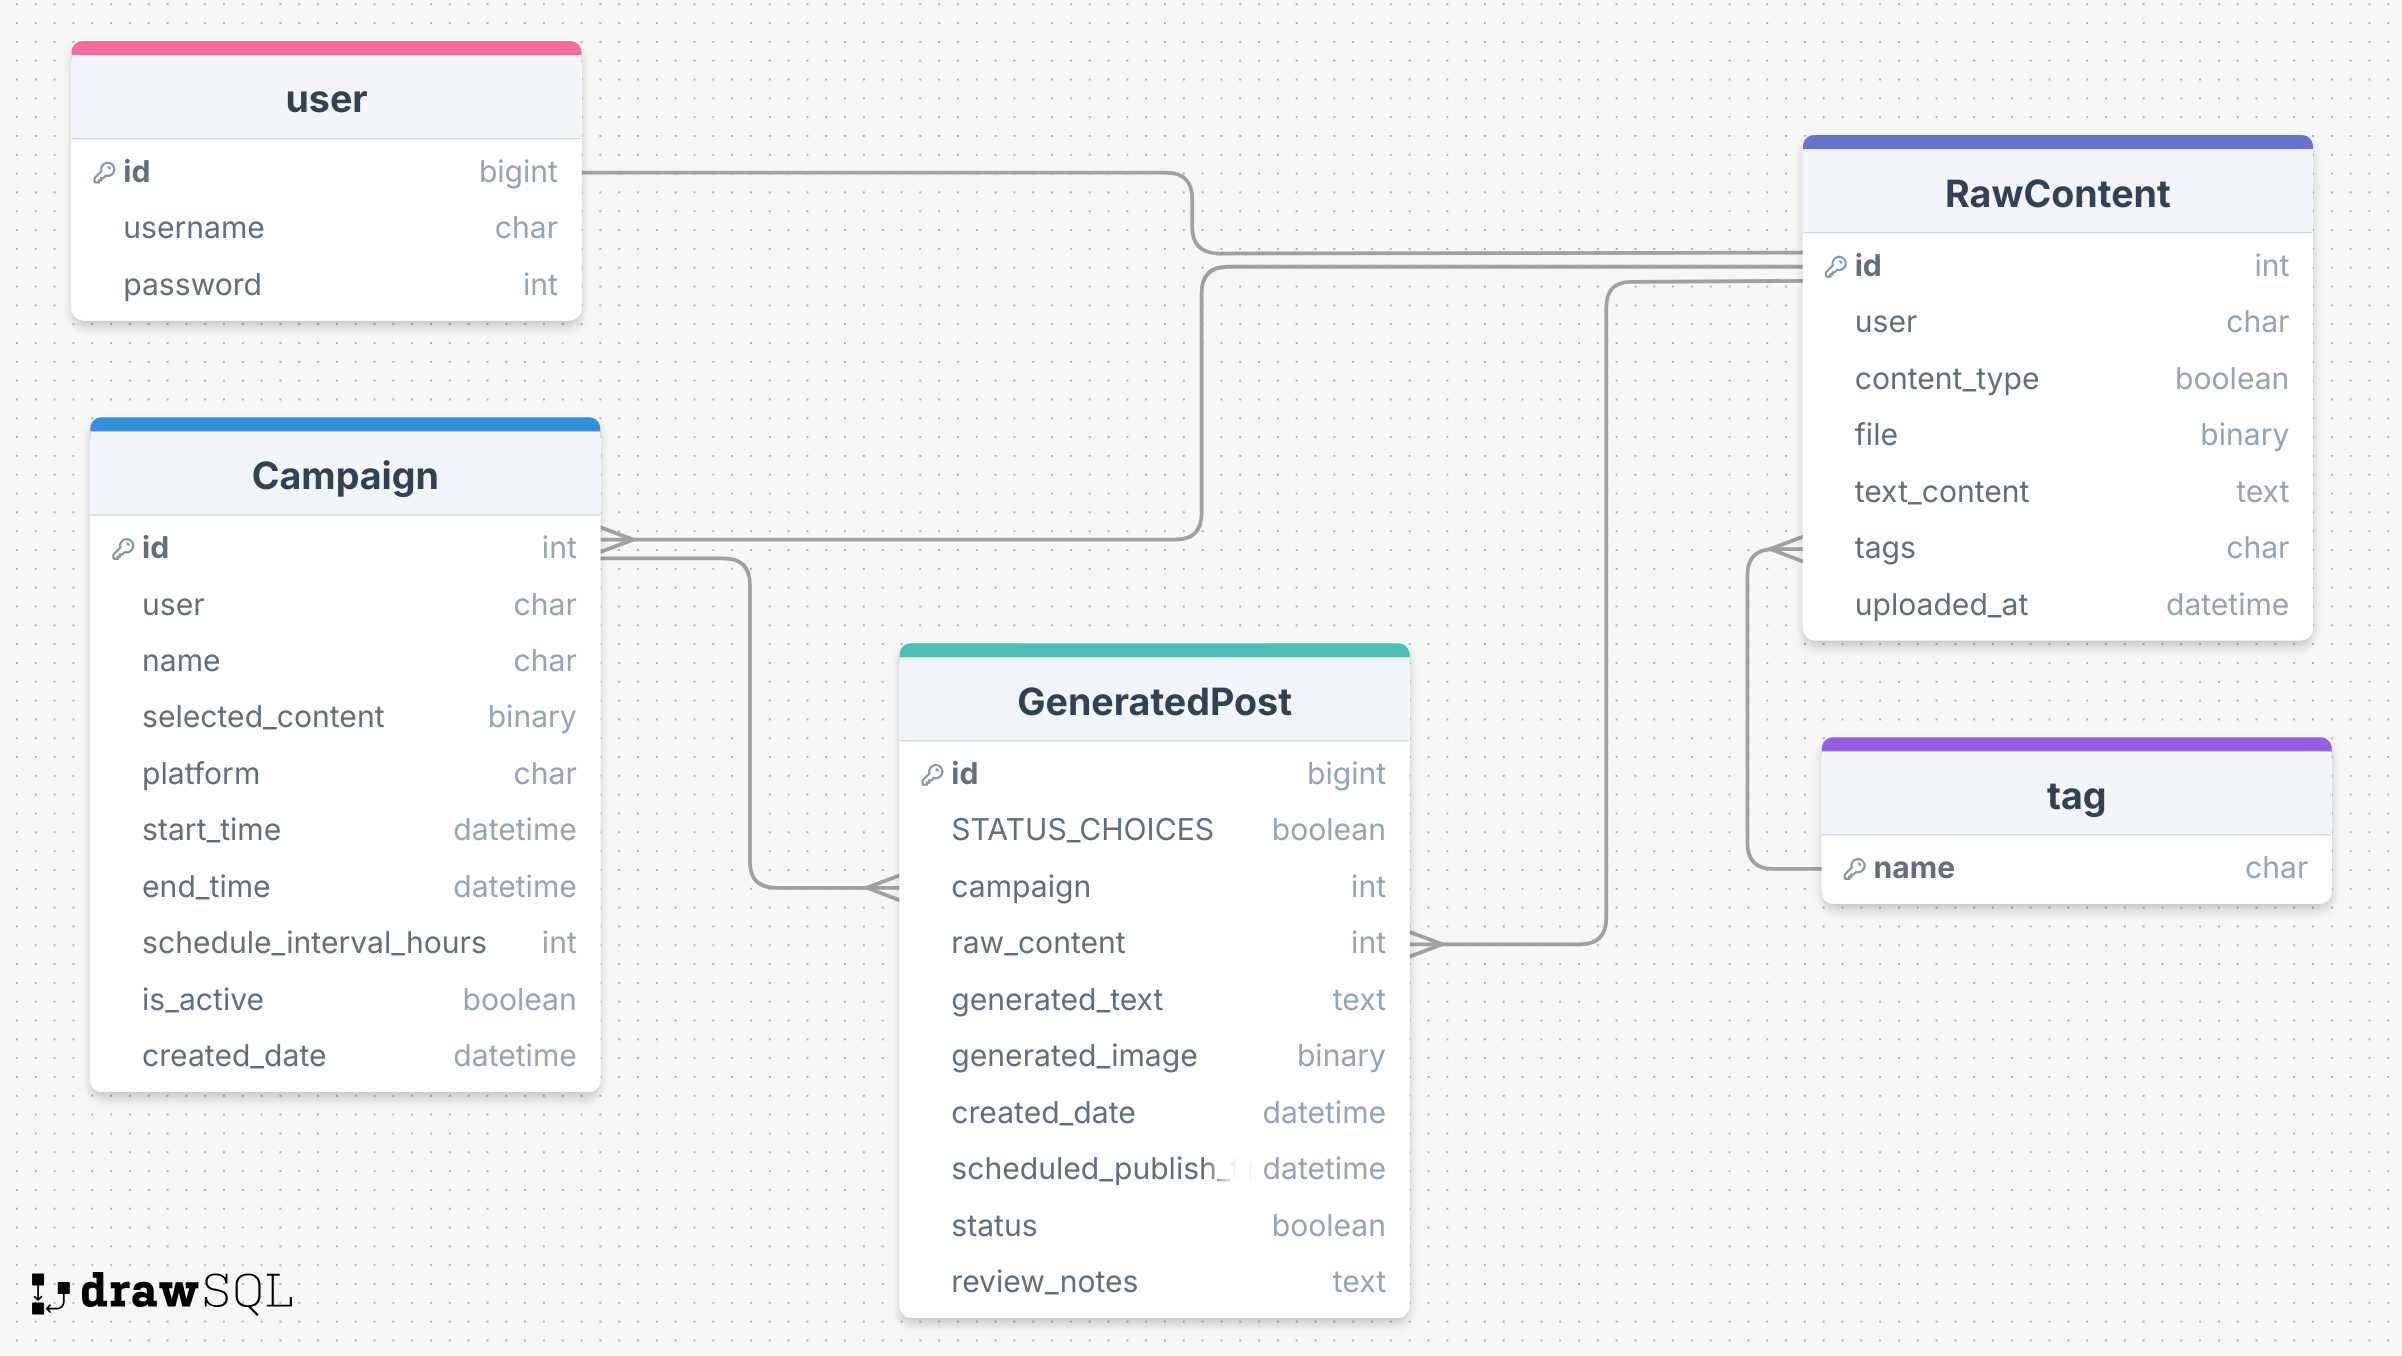 user
id bigint
username char
password int
RawContent
id int
user char
content_type boolean
file binary
text_content text
tags char
uploaded_at datetime
Campaign
id int
user char
name char
selected_content binary
platform char
start_time datetime
end_time datetime
schedule_interval_hours int
is_active boolean
created_date datetime
GeneratedPost
id bigint
STATUS_CHOICES boolean
campaign int
raw_content int
generated_text text
generated_image binary
created_date datetime
scheduled_publish_ datetime
status boolean
review_notes text
tag
name char
drawSQL